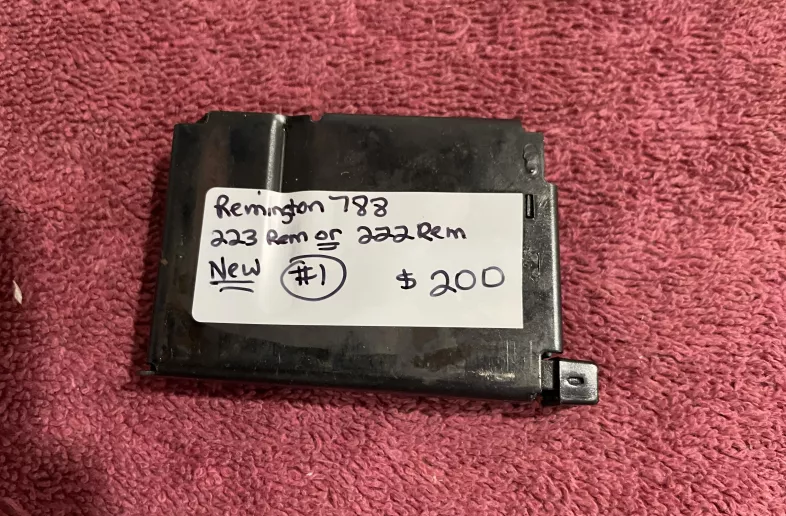 Remington 788
223 Rem or 222 Rem
New #1 $200